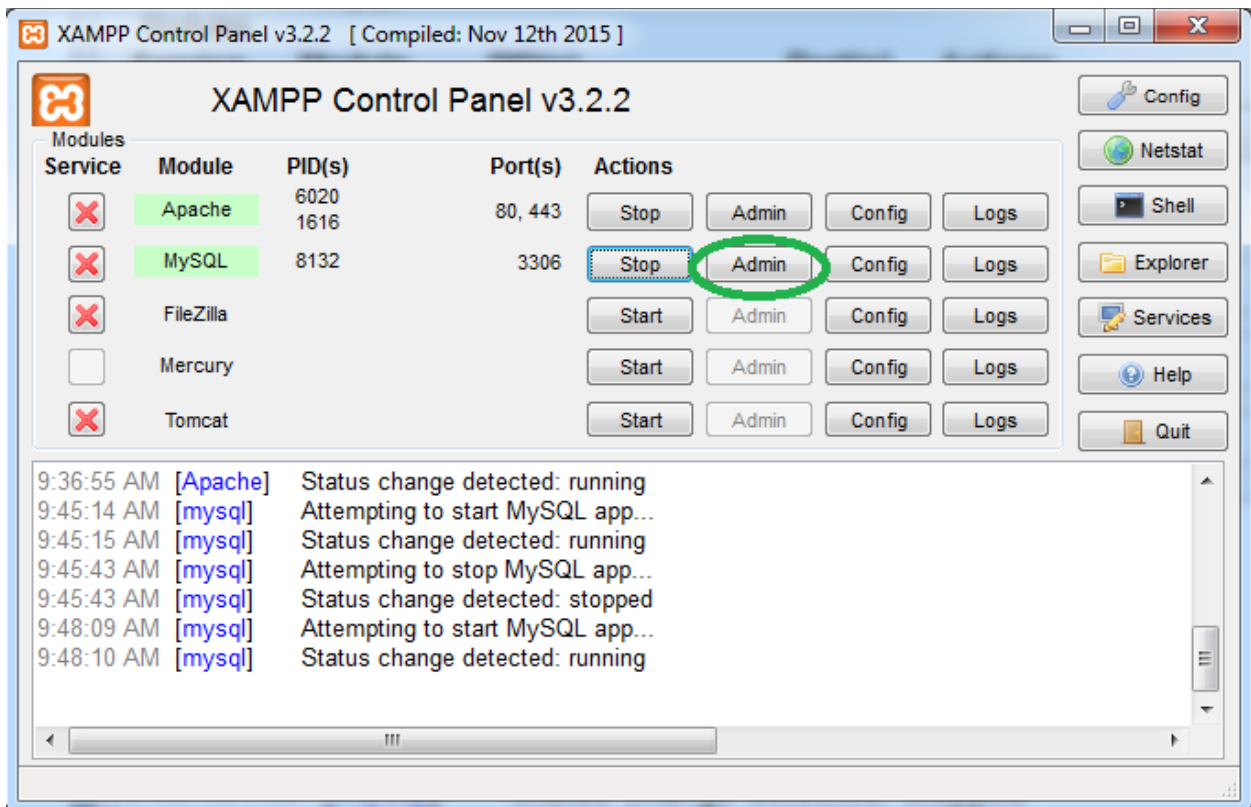 XAMPP Control Panel v3.2.2 [ Compiled: Nov 12th 2015 ]
XAMPP Control Panel v3.2.2
Config
Modules
Service Module PID(s) Port(s) Actions
Netstat
Apache 6020 1616 80, 443 Stop Admin Config Logs
Shell
MySQL 8132 3306 Stop Admin Config Logs
Explorer
FileZilla Start Admin Config Logs
Services
Mercury Start Admin Config Logs
Help
Tomcat Start Admin Config Logs
Quit
9:36:55 AM [Apache] Status change detected: running
9:45:14 AM [mysql] Attempting to start MySQL app...
9:45:15 AM [mysql] Status change detected: running
9:45:43 AM [mysql] Attempting to stop MySQL app...
9:45:43 AM [mysql] Status change detected: stopped
9:48:09 AM [mysql] Attempting to start MySQL app...
9:48:10 AM [mysql] Status change detected: running